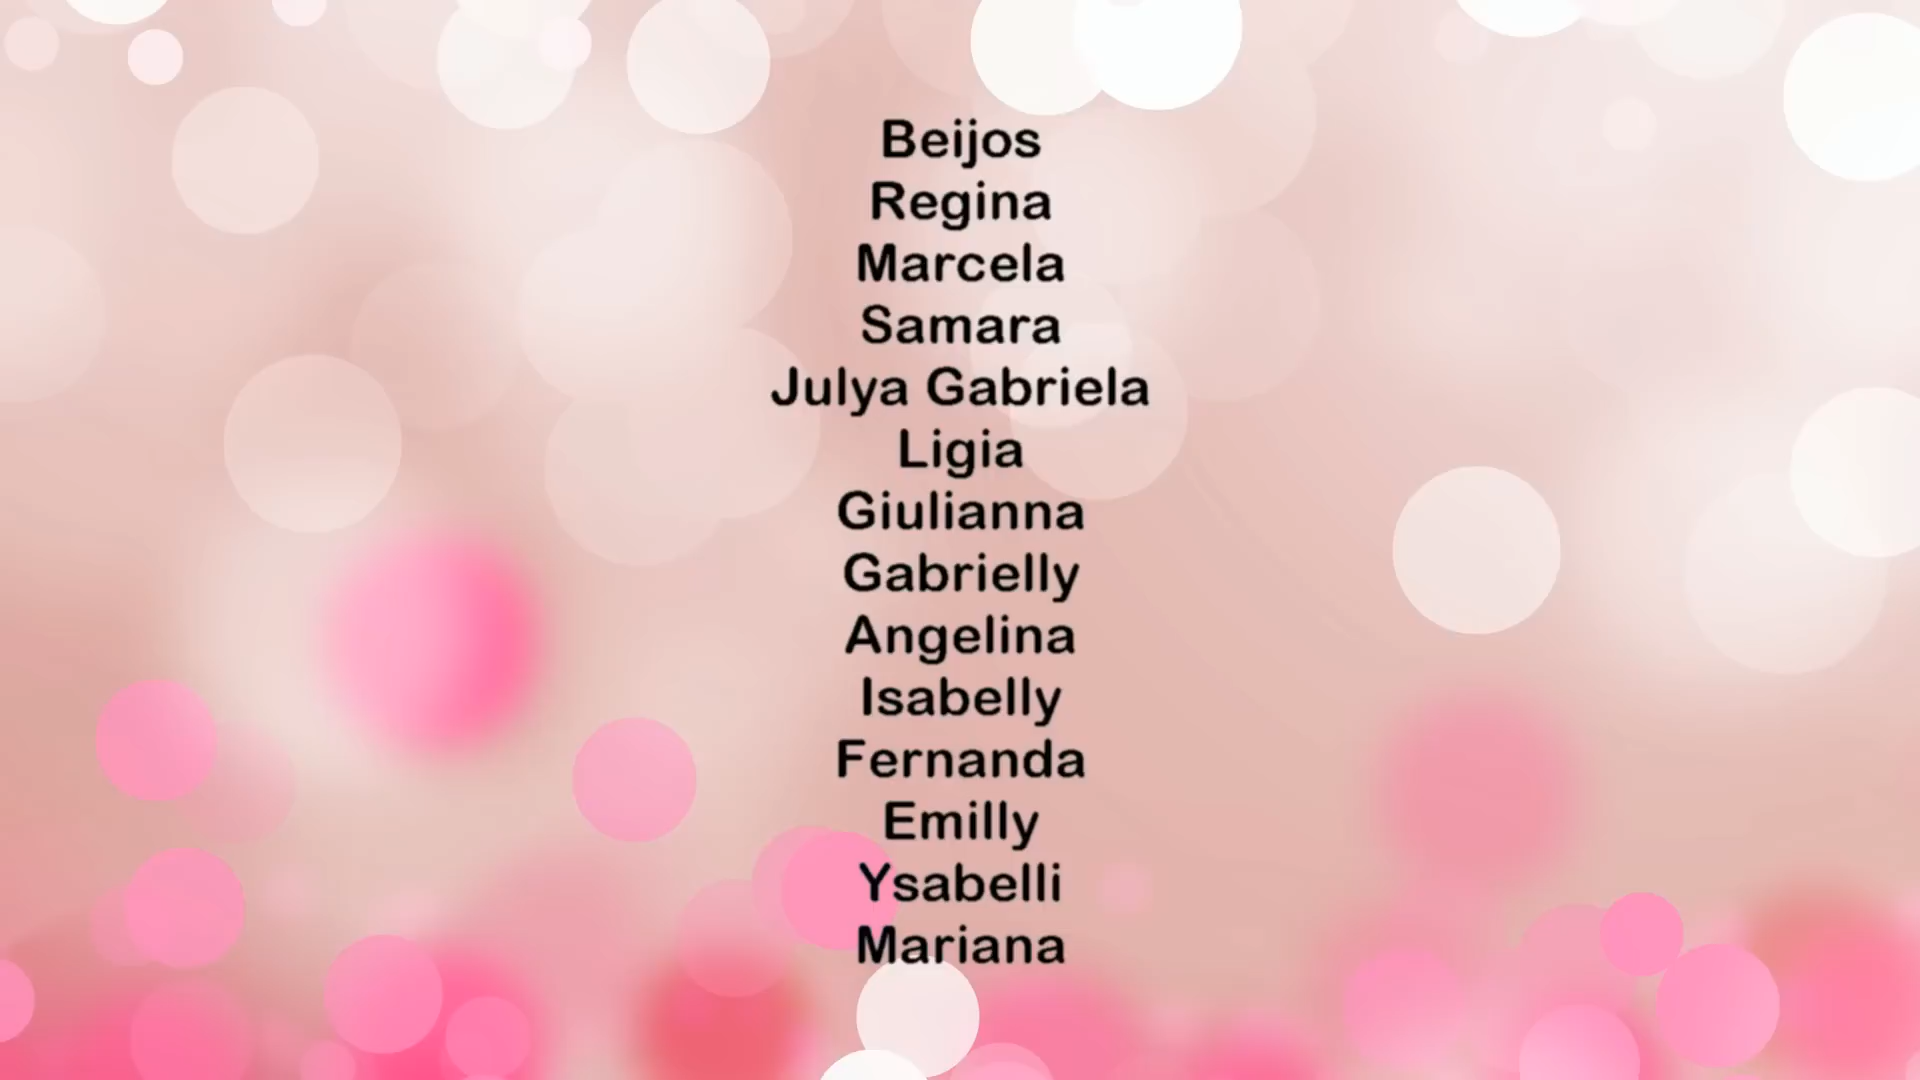 Beijos
Regina
Marcela
Samara
Julya Gabriela
Ligia
Giulianna
Gabrielly
Angelina
Isabelly
Fernanda
Emilly
Ysabelli
Mariana